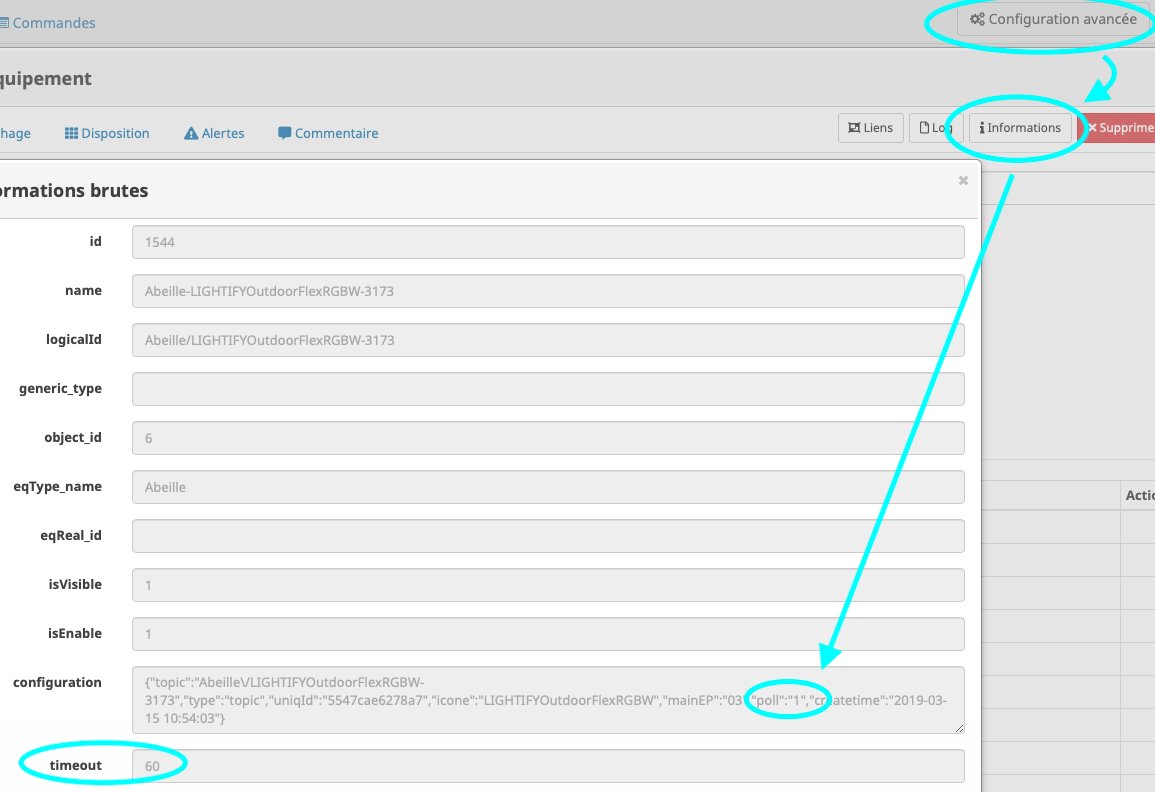 Commandes
Configuration avancée
quipement
hage
Disposition
Alertes
Commentaire
Liens
Log
Informations
Supprime
ormations brutes
id
1544
name
Abeille-LIGHTIFYOutdoorFlexRGBW-3173
logicalId
Abeille/LIGHTIFYOutdoorFlexRGBW-3173
generic_type
object_id
6
eqType_name
Abeille
eqReal_id
isVisible
1
isEnable
1
configuration
{"topic":"Abeille\/LIGHTIFYOutdoorFlexRGBW-
3173","type":"topic","uniqId":"5547cae6278a7","icone":"LIGHTIFYOutdoorFlexRGBW","mainEP":"03","poll":"1","createtime":"2019-03-
15 10:54:03"}
timeout
60
Actio